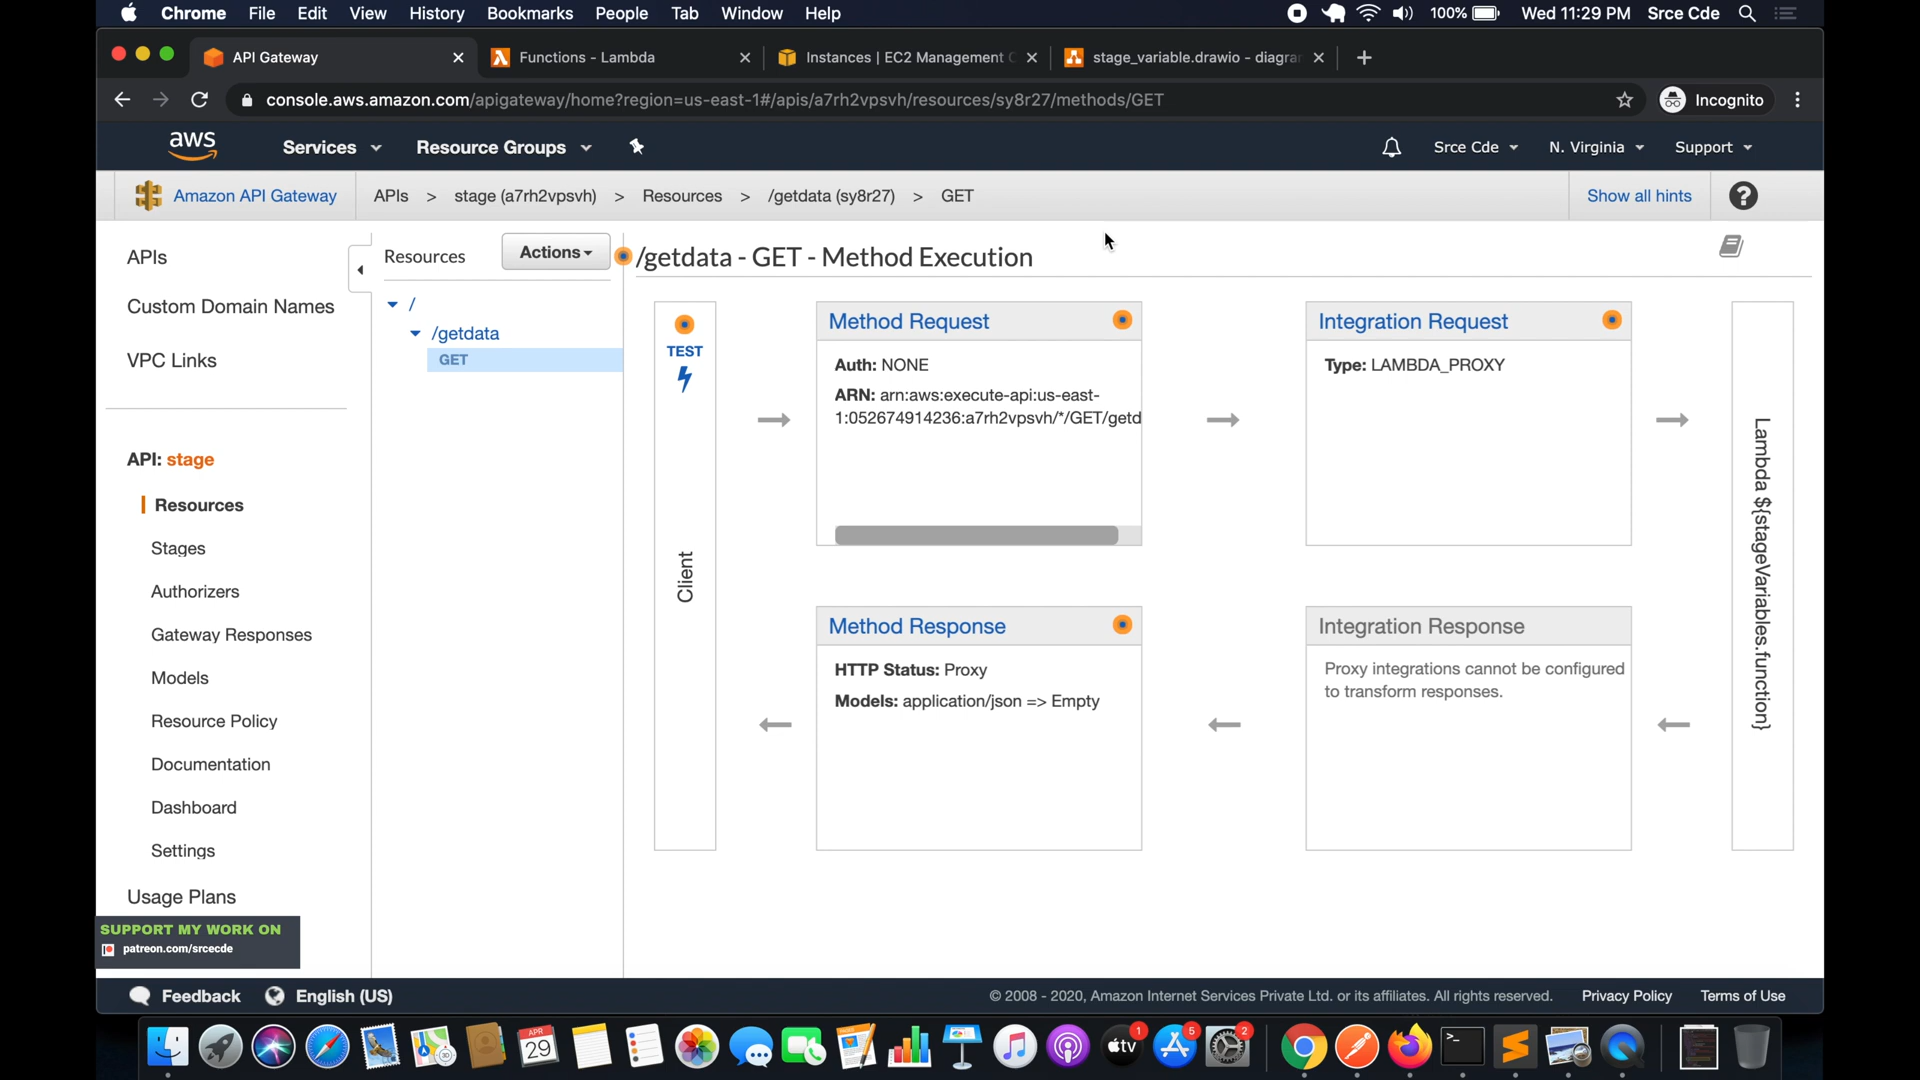 Chrome File Edit View History Bookmarks People Tab Window Help 100% Wed 11:29 PM Srce Cde
API Gateway
Functions - Lambda
Instances | EC2 Management C
stage_variable.drawio - diagra
console.aws.amazon.com/apigateway/home?region=us-east-1#/apis/a7rh2vpsvh/resources/sy8r27/methods/GET
Incognito
aws Services Resource Groups Srce Cde N. Virginia Support
Amazon API Gateway APIs > stage (a7rh2vpsvh) > Resources > /getdata (sy8r27) > GET Show all hints ?
APIs
Custom Domain Names
VPC Links
API: stage
Resources
Stages
Authorizers
Gateway Responses
Models
Resource Policy
Documentation
Dashboard
Settings
Usage Plans
SUPPORT MY WORK ON
patreon.com/srcecde
Resources Actions
/
/getdata
GET
/getdata - GET - Method Execution
TEST
Client
Method Request
Auth: NONE
ARN: arn:aws:execute-api:us-east-
1:052674914236:a7rh2vpsvh/*/GET/getd
Integration Request
Type: LAMBDA_PROXY
Lambda ${stageVariables.function}
Method Response
HTTP Status: Proxy
Models: application/json => Empty
Integration Response
Proxy integrations cannot be configured
to transform responses.
Feedback English (US) © 2008 - 2020, Amazon Internet Services Private Ltd. or its affiliates. All rights reserved. Privacy Policy Terms of Use
APR
29
tv
1
5
2